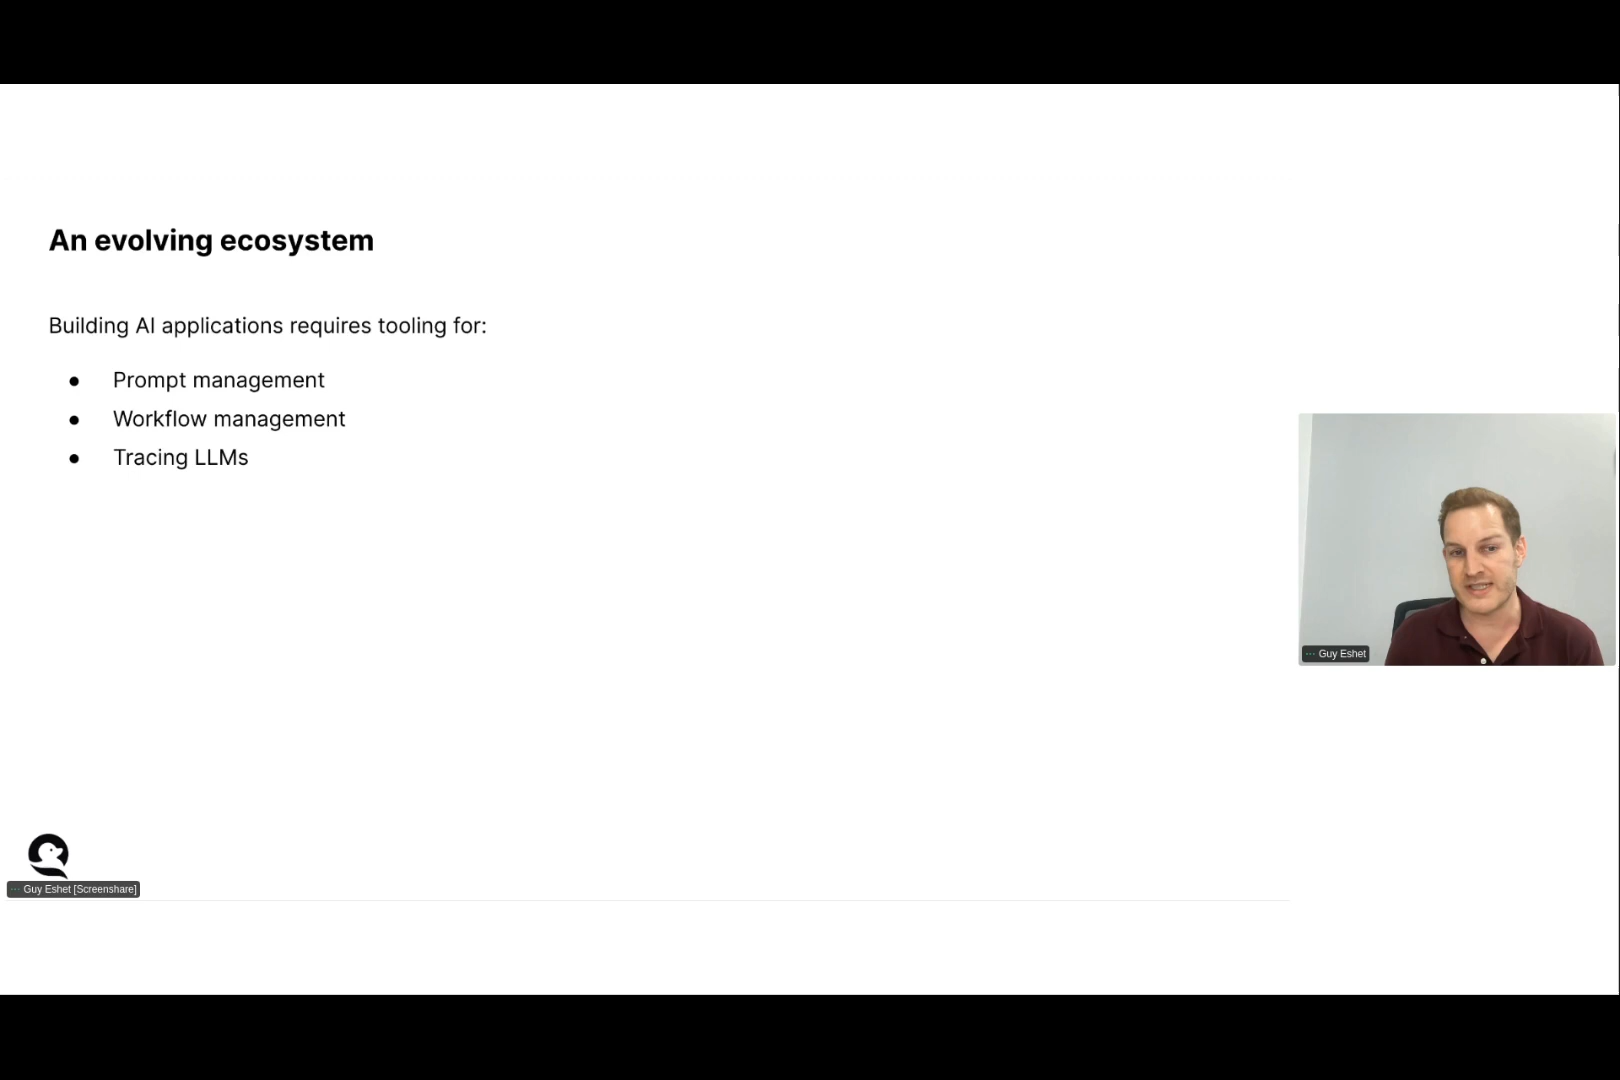 An evolving ecosystem
Building AI applications requires tooling for:
● Prompt management
● Workflow management
● Tracing LLMs
Guy Eshet
Guy Eshet [Screenshare]